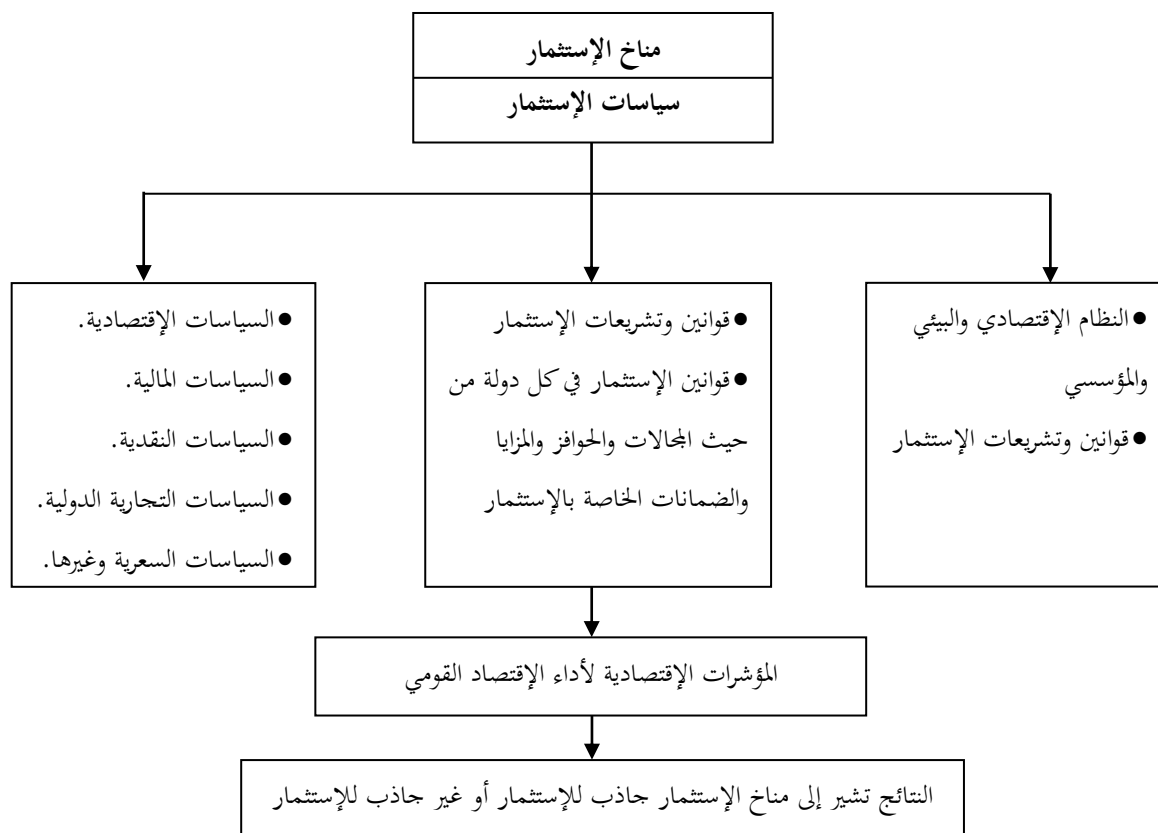 مناخ الإستثمار
سياسات الإستثمار
●النظام الإقتصادي والبيئي
والمؤسسي
●قوانين وتشريعات الإستثمار
●قوانين وتشريعات الإستثمار
●قوانين الإستثمار في كل دولة من
حيث المجالات والحوافز والمزايا
والضمانات الخاصة بالإستثمار
●السياسات الإقتصادية.
●السياسات المالية.
●السياسات النقدية.
●السياسات التجارية الدولية.
●السياسات السعرية وغيرها.
المؤشرات الإقتصادية لأداء الإقتصاد القومي
النتائج تشير إلى مناخ الإستثمار جاذب للإستثمار أو غير جاذب للإستثمار